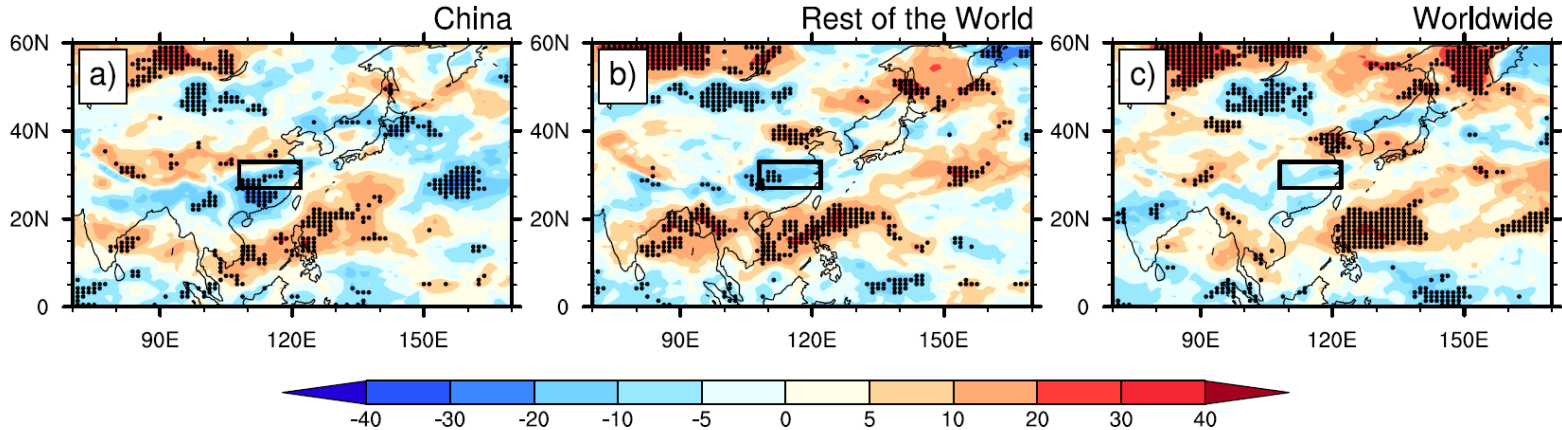 China Rest of the World Worldwide
60N 60N 60N
a) b) c)
40N 40N 40N
20N 20N 20N
0 0 0
90E 120E 150E 90E 120E 150E 90E 120E 150E
-40 -30 -20 -10 -5 0 5 10 20 30 40